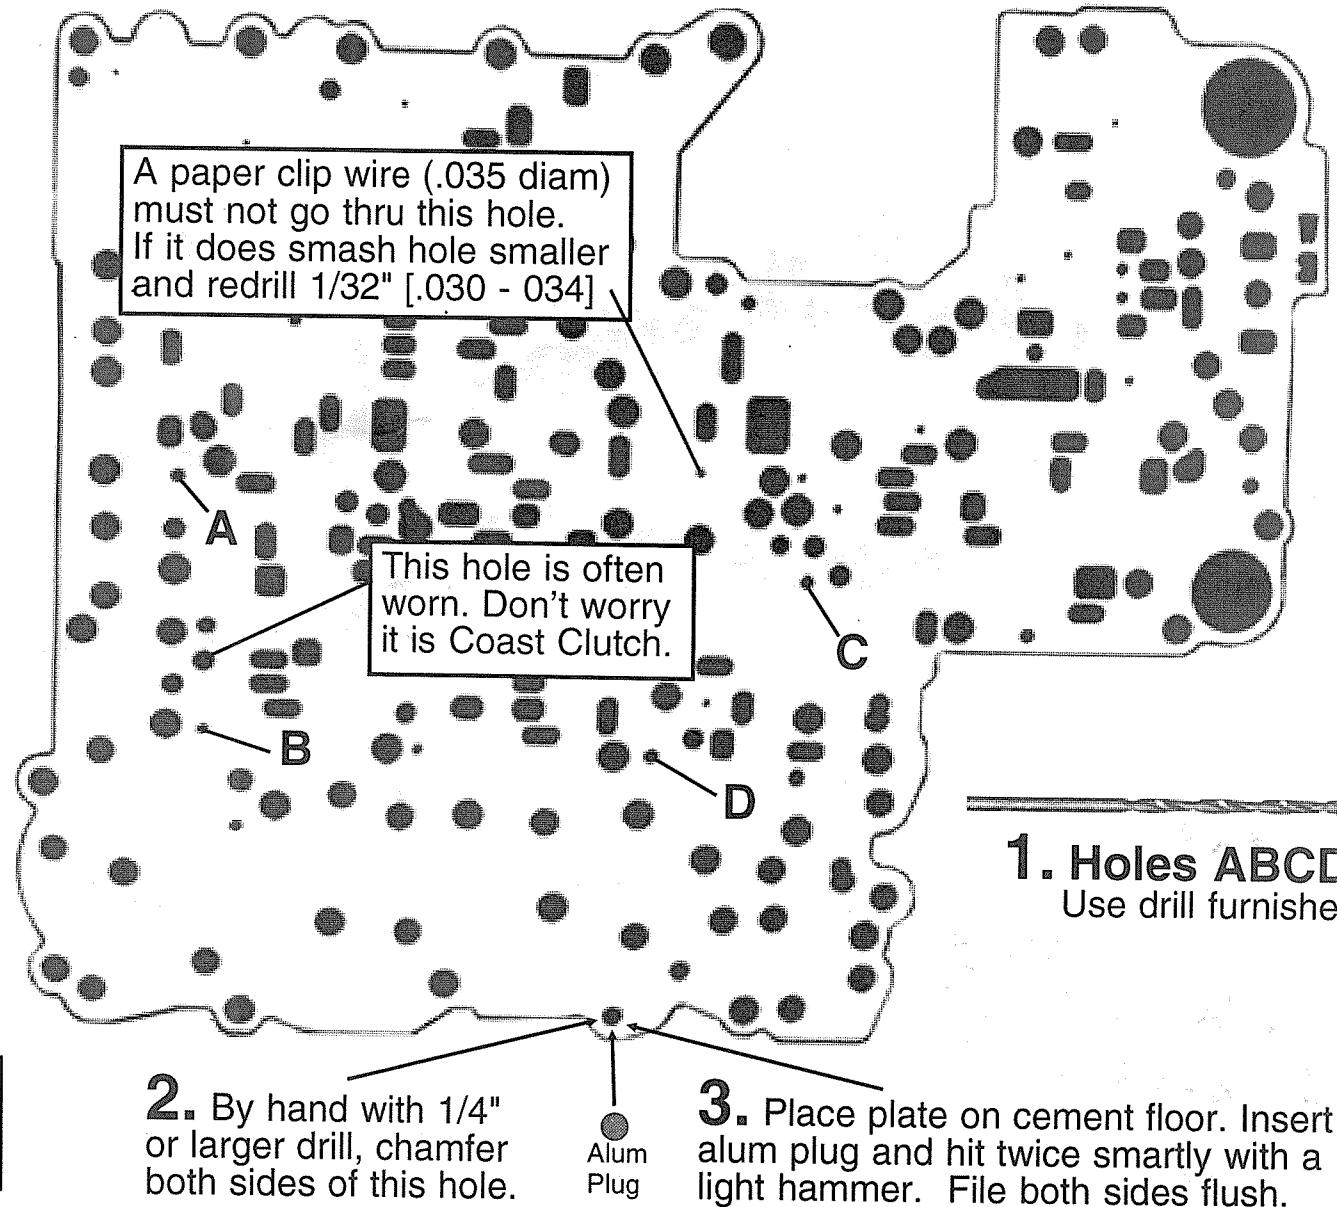 A paper clip wire (.035 diam)
must not go thru this hole.
If it does smash hole smaller
and redrill 1/32" [.030 - 034]
A
This hole is often
worn. Don't worry
it is Coast Clutch.
C
B
D
1. Holes ABCD
Use drill furnishe
2. By hand with 1/4"
or larger drill, chamfer
both sides of this hole.
Alum
Plug
3. Place plate on cement floor. Insert
alum plug and hit twice smartly with a
light hammer. File both sides flush.